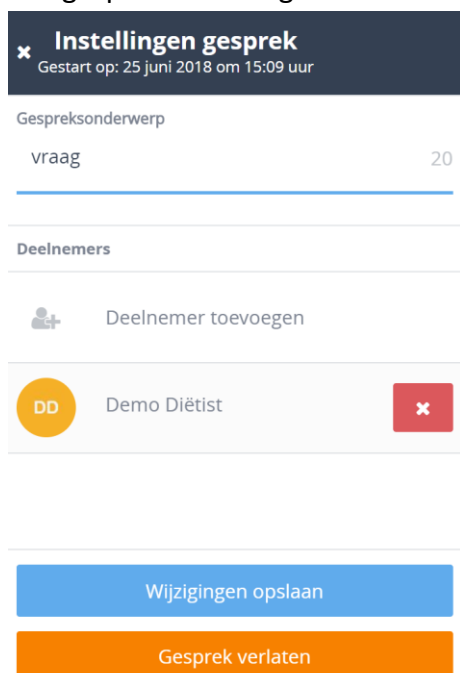 Instellingen gesprek
Gestart op: 25 juni 2018 om 15:09 uur
Gespreksonderwerp
vraag 20
Deelnemers
Deelnemer toevoegen
DD Demo Diëtist
Wijzigingen opslaan
Gesprek verlaten